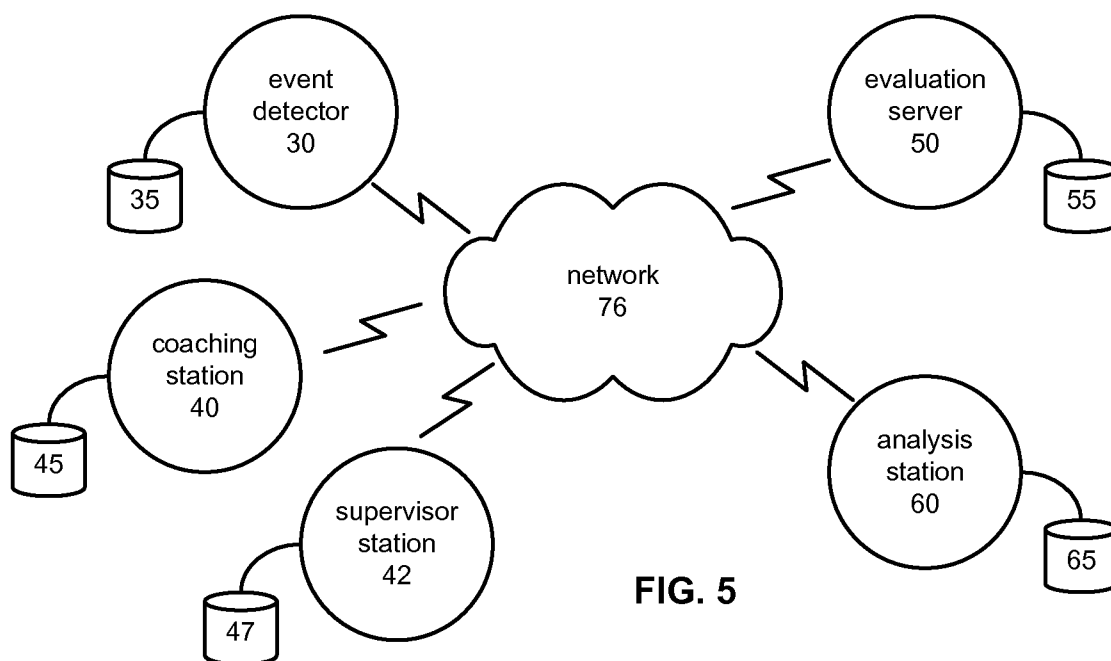 event
detector
30
35
evaluation
server
50
55
network
76
coaching
station
40
45
supervisor
station
42
47
analysis
station
60
65
FIG. 5